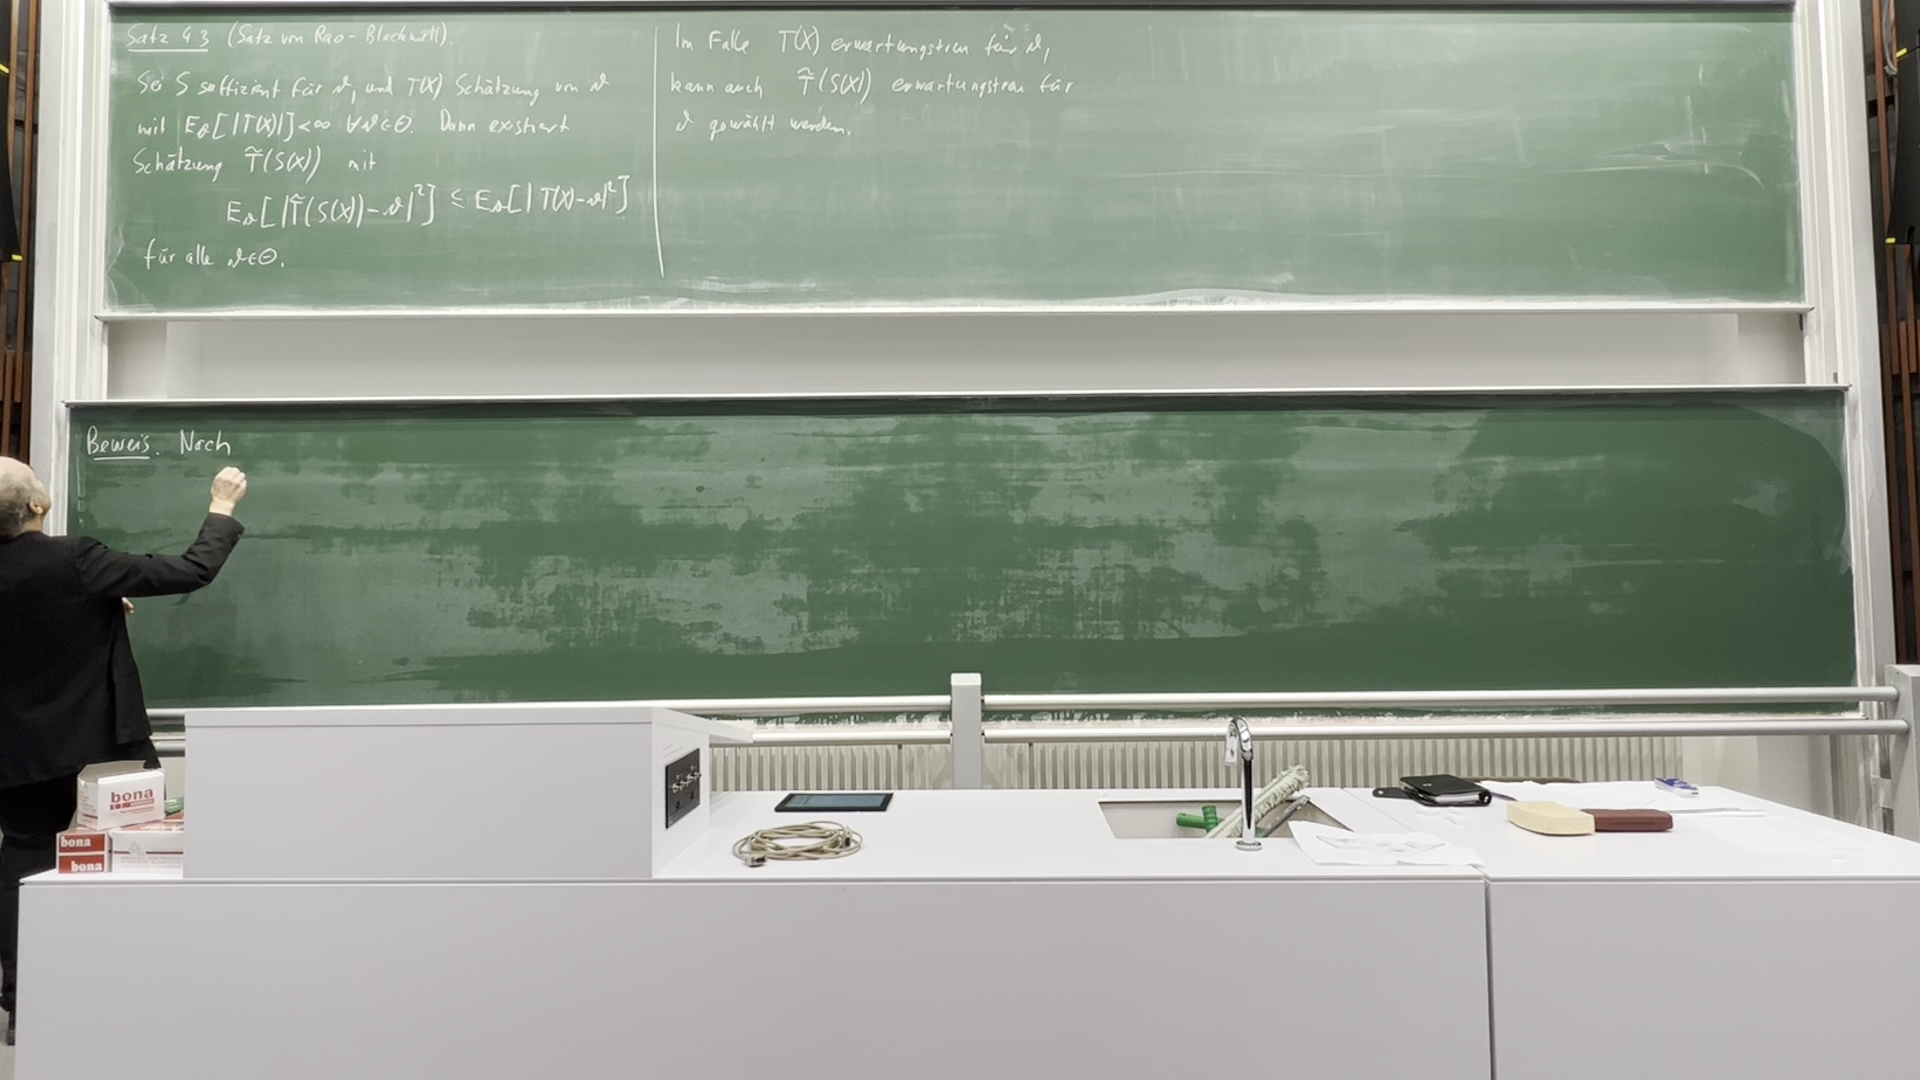 Satz 4.3 (Satz von Rao-Blackwell).
Sei S suffizient für ϑ, und T(X) Schätzung von ϑ
mit E_ϑ[|T(X)|]<∞ ∀ϑ∈Θ. Dann existiert
Schätzung T̃(S(X)) mit
E_ϑ[|T̃(S(X))-ϑ|²] ≤ E_ϑ[|T(X)-ϑ|²]
für alle ϑ∈Θ.
Im Falle T(X) erwartungstreu für ϑ,
kann auch T̃(S(X)) erwartungstreu für
ϑ gewählt werden.
Beweis. Nach
bona
bona
bona